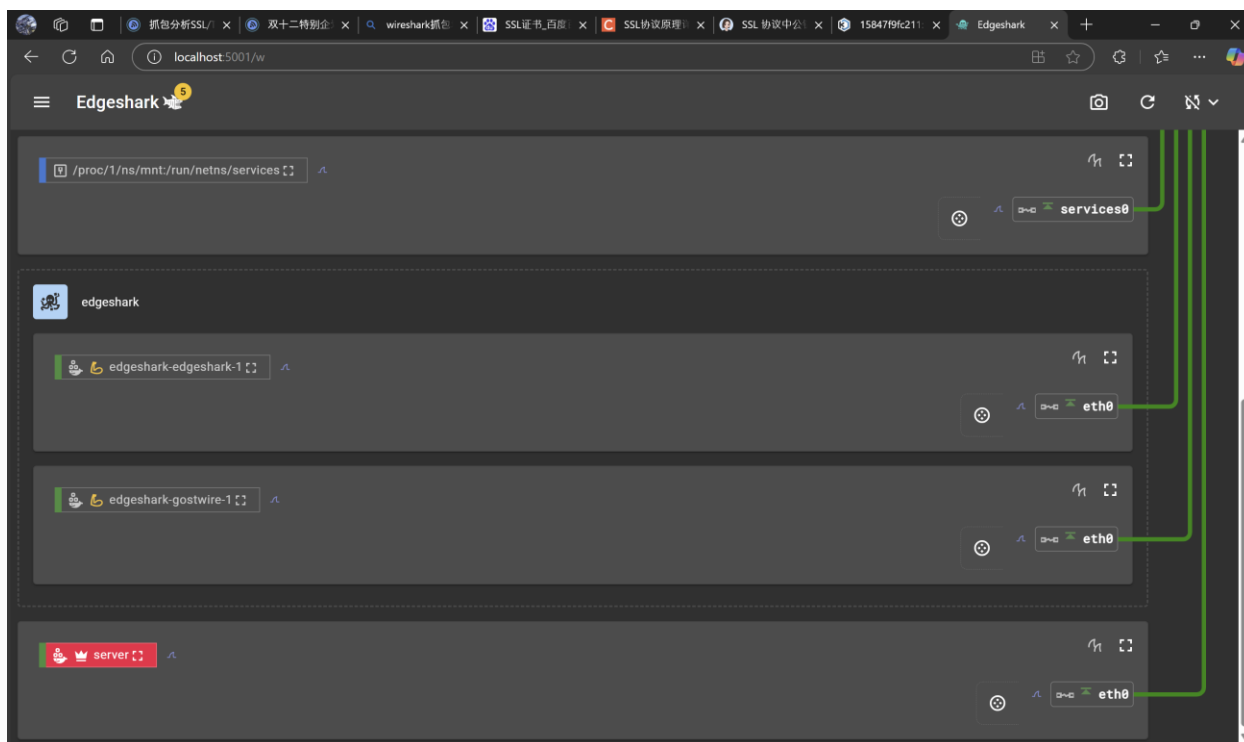 抓包分析SSL/
双十二特别企
wireshark抓包
SSL证书_百度
SSL协议原理
SSL 协议中公
15847f9fc211
Edgeshark
localhost:5001/w
Edgeshark
5
/proc/1/ns/mnt:/run/netns/services
services0
edgeshark
edgeshark-edgeshark-1
eth0
edgeshark-gostwire-1
eth0
server
eth0